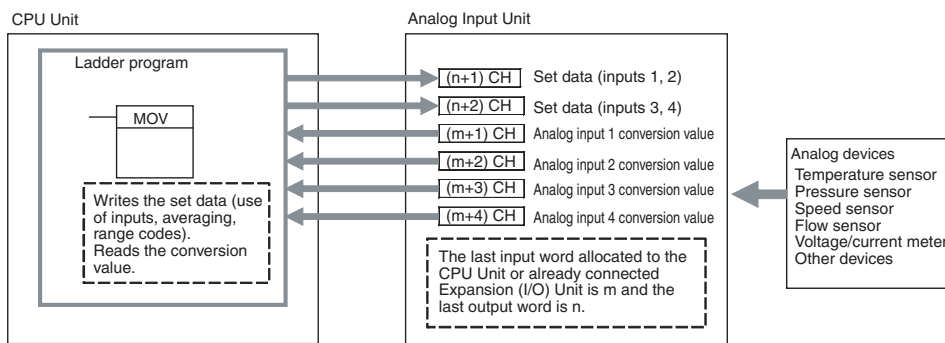 CPU Unit
Analog Input Unit
Ladder program
MOV
Writes the set data (use
of inputs, averaging,
range codes).
Reads the conversion
value.
(n+1) CH Set data (inputs 1, 2)
(n+2) CH Set data (inputs 3, 4)
(m+1) CH Analog input 1 conversion value
(m+2) CH Analog input 2 conversion value
(m+3) CH Analog input 3 conversion value
(m+4) CH Analog input 4 conversion value
The last input word allocated to the
CPU Unit or already connected
Expansion (I/O) Unit is m and the
last output word is n.
Analog devices
Temperature sensor
Pressure sensor
Speed sensor
Flow sensor
Voltage/current meter
Other devices